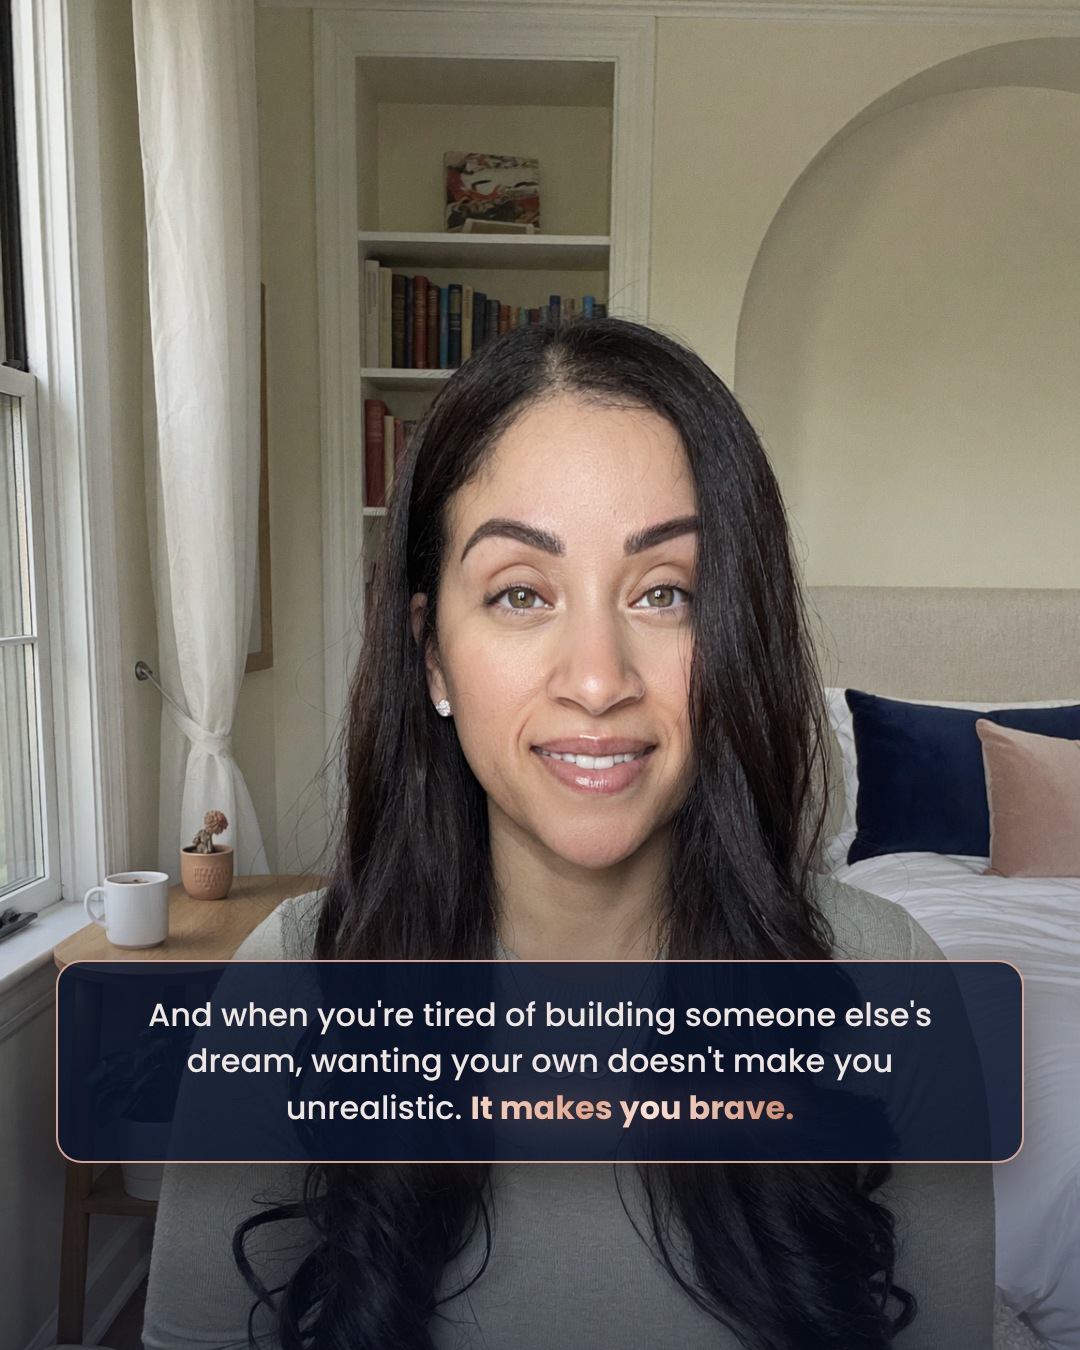 And when you're tired of building someone else's
dream, wanting your own doesn't make you
unrealistic. It makes you brave.